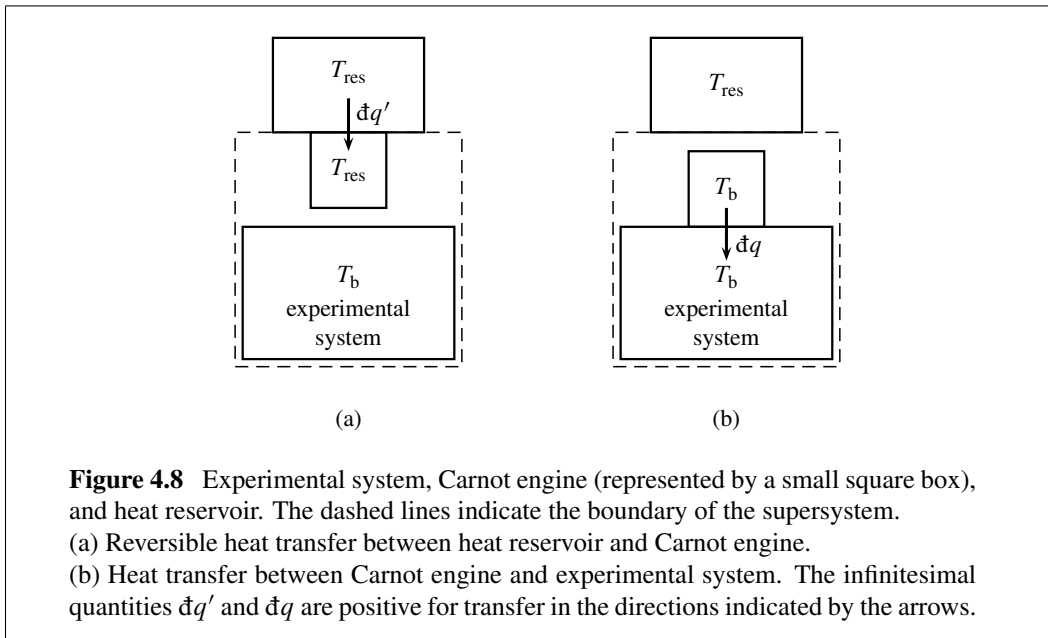 T_res
đq′
T_res
T_b
experimental
system
(a)
T_res
T_b
đq
T_b
experimental
system
(b)
Figure 4.8 Experimental system, Carnot engine (represented by a small square box),
and heat reservoir. The dashed lines indicate the boundary of the supersystem.
(a) Reversible heat transfer between heat reservoir and Carnot engine.
(b) Heat transfer between Carnot engine and experimental system. The infinitesimal
quantities đq′ and đq are positive for transfer in the directions indicated by the arrows.